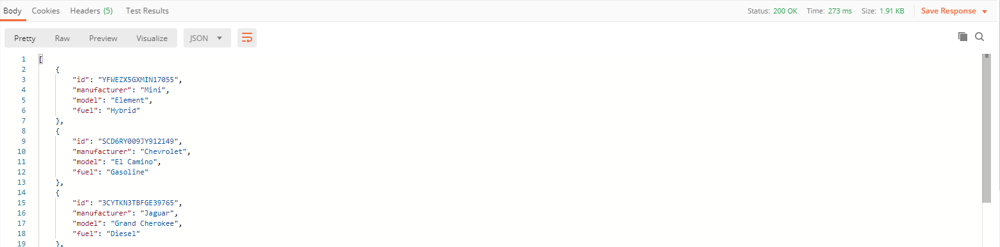 Body Cookies Headers (5) Test Results Status: 200 OK Time: 273 ms Size: 1.91 KB Save Response
Pretty Raw Preview Visualize JSON
1 [
2 {
3 "id": "YFWEZX5GXMIN17055",
4 "manufacturer": "Mini",
5 "model": "Element",
6 "fuel": "Hybrid"
7 },
8 {
9 "id": "SCD6RY009JY912149",
10 "manufacturer": "Chevrolet",
11 "model": "El Camino",
12 "fuel": "Gasoline"
13 },
14 {
15 "id": "3CYTKN3TBFGE39765",
16 "manufacturer": "Jaguar",
17 "model": "Grand Cherokee",
18 "fuel": "Diesel"
19 },